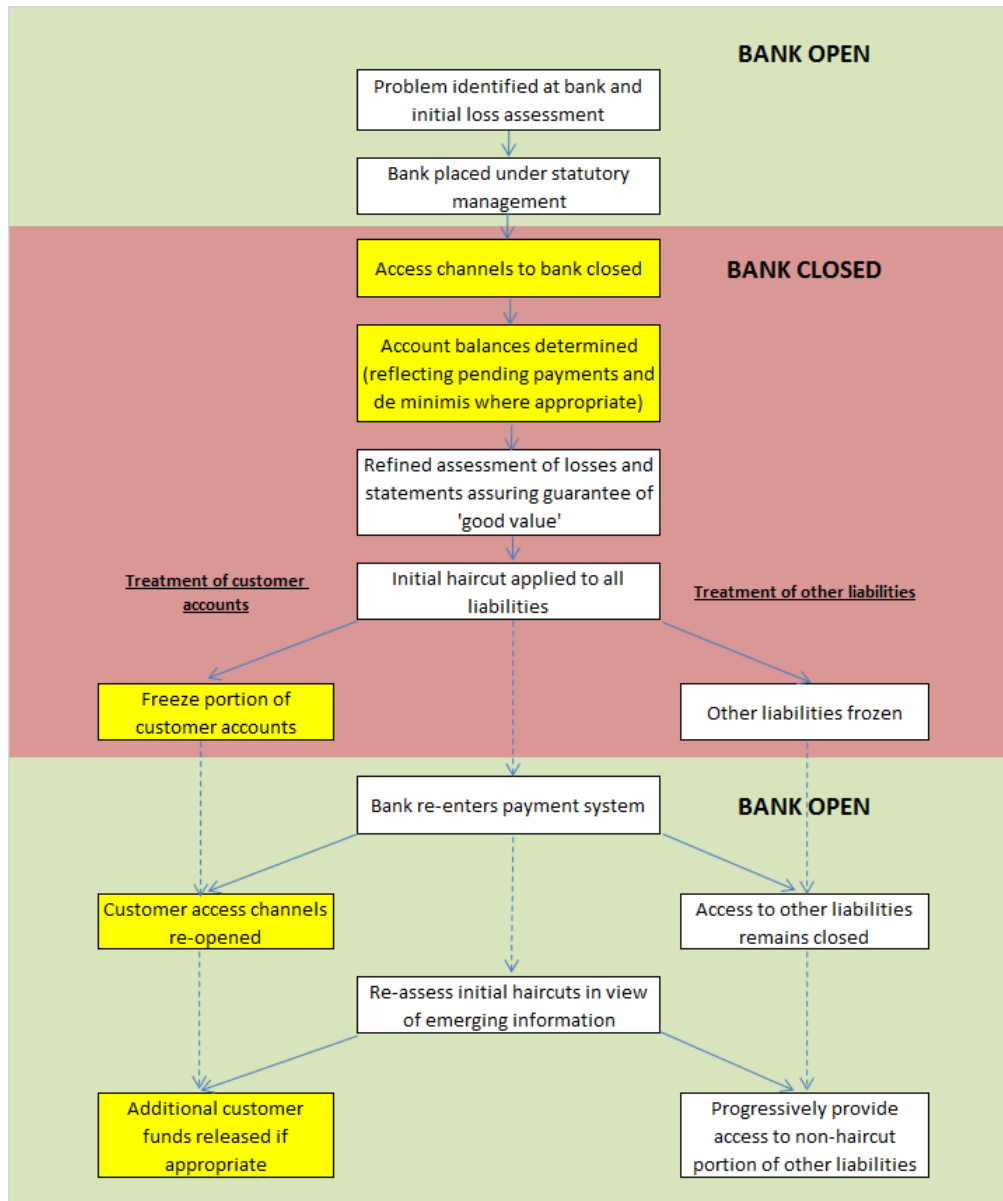 BANK OPEN
Problem identified at bank and
initial loss assessment
Bank placed under statutory
management
BANK CLOSED
Access channels to bank closed
Account balances determined
(reflecting pending payments and
de minimis where appropriate)
Refined assessment of losses and
statements assuring guarantee of
'good value'
Treatment of customer
accounts
Initial haircut applied to all
liabilities
Treatment of other liabilities
Freeze portion of
customer accounts
Other liabilities frozen
Bank re-enters payment system
BANK OPEN
Customer access channels
re-opened
Access to other liabilities
remains closed
Re-assess initial haircuts in view
of emerging information
Additional customer
funds released if
appropriate
Progressively provide
access to non-haircut
portion of other liabilities